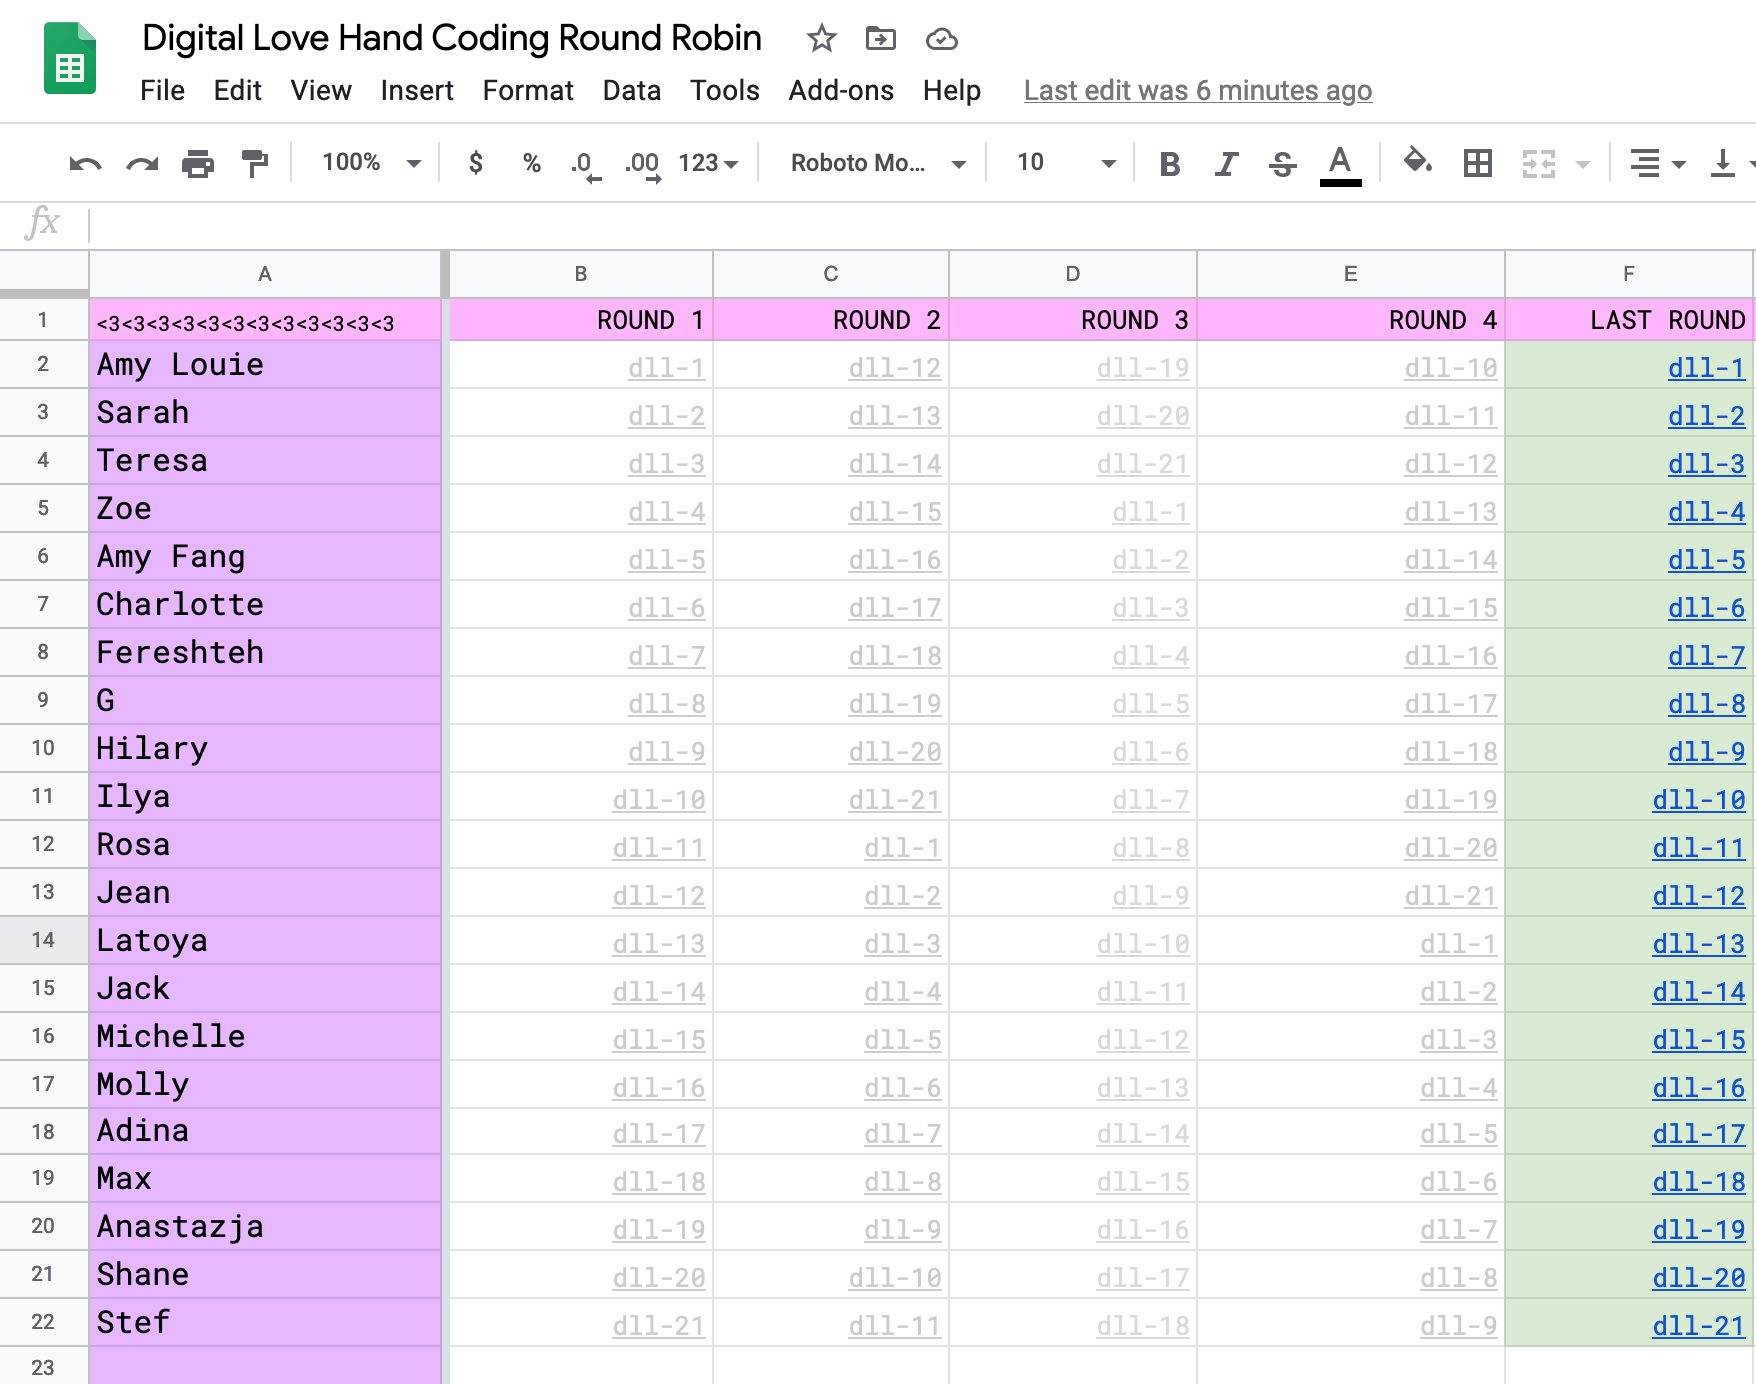 Digital Love Hand Coding Round Robin
File Edit View Insert Format Data Tools Add-ons Help Last edit was 6 minutes ago
100% $ % .0 .00 123 Roboto Mo... 10 B I S A
fx
A B C D E F
1 <3<3<3<3<3<3<3<3<3<3<3<3 ROUND 1 ROUND 2 ROUND 3 ROUND 4 LAST ROUND
2 Amy Louie dll-1 dll-12 dll-19 dll-10 dll-1
3 Sarah dll-2 dll-13 dll-20 dll-11 dll-2
4 Teresa dll-3 dll-14 dll-21 dll-12 dll-3
5 Zoe dll-4 dll-15 dll-1 dll-13 dll-4
6 Amy Fang dll-5 dll-16 dll-2 dll-14 dll-5
7 Charlotte dll-6 dll-17 dll-3 dll-15 dll-6
8 Fereshteh dll-7 dll-18 dll-4 dll-16 dll-7
9 G dll-8 dll-19 dll-5 dll-17 dll-8
10 Hilary dll-9 dll-20 dll-6 dll-18 dll-9
11 Ilya dll-10 dll-21 dll-7 dll-19 dll-10
12 Rosa dll-11 dll-1 dll-8 dll-20 dll-11
13 Jean dll-12 dll-2 dll-9 dll-21 dll-12
14 Latoya dll-13 dll-3 dll-10 dll-1 dll-13
15 Jack dll-14 dll-4 dll-11 dll-2 dll-14
16 Michelle dll-15 dll-5 dll-12 dll-3 dll-15
17 Molly dll-16 dll-6 dll-13 dll-4 dll-16
18 Adina dll-17 dll-7 dll-14 dll-5 dll-17
19 Max dll-18 dll-8 dll-15 dll-6 dll-18
20 Anastazja dll-19 dll-9 dll-16 dll-7 dll-19
21 Shane dll-20 dll-10 dll-17 dll-8 dll-20
22 Stef dll-21 dll-11 dll-18 dll-9 dll-21
23